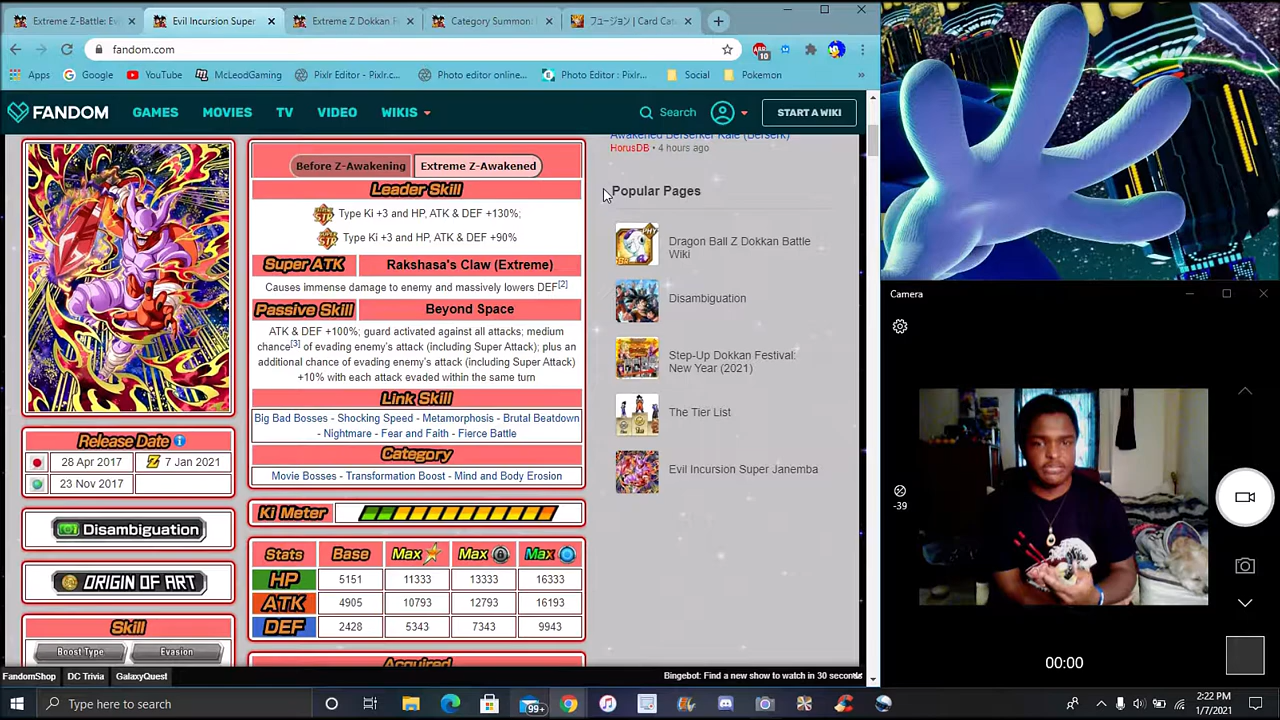 Extreme Z-Battle: Ev
Evil Incursion Super
Extreme Z Dokkan F
Category Summon:
フュージョン | Card Cat
fandom.com
10
Apps
Google
YouTube
McLeodGaming
Pixlr Editor - Pixlr.c...
Photo editor online...
Photo Editor : Pixlr...
Social
Pokemon
»
FANDOM
GAMES
MOVIES
TV
VIDEO
WIKIS
Search
START A WIKI
Before Z-Awakening
Extreme Z-Awakened
Leader Skill
Type Ki +3 and HP, ATK & DEF +130%;
Type Ki +3 and HP, ATK & DEF +90%
Super ATK
Rakshasa's Claw (Extreme)
Causes immense damage to enemy and massively lowers DEF[2]
Passive Skill
Beyond Space
ATK & DEF +100%; guard activated against all attacks; medium
chance[3] of evading enemy's attack (including Super Attack); plus an
additional chance of evading enemy's attack (including Super Attack)
+10% with each attack evaded within the same turn
Link Skill
Big Bad Bosses - Shocking Speed - Metamorphosis - Brutal Beatdown
- Nightmare - Fear and Faith - Fierce Battle
Category
Movie Bosses - Transformation Boost - Mind and Body Erosion
Ki Meter
Stats Base Max Max Max
HP 5151 11333 13333 16333
ATK 4905 10793 12793 16193
DEF 2428 5343 7343 9943
Acquired
Release Date
28 Apr 2017 Z 7 Jan 2021
23 Nov 2017
Disambiguation
ORIGIN OF ART
Skill
Boost Type
Evasion
Awakened Berserker Kale (Berserk)
HorusDB • 4 hours ago
Popular Pages
Dragon Ball Z Dokkan Battle
Wiki
Disambiguation
Step-Up Dokkan Festival:
New Year (2021)
The Tier List
Evil Incursion Super Janemba
FandomShop
DC Trivia
GalaxyQuest
Bingebot: Find a new show to watch in 30 seconds
Camera
-39
00:00
Type here to search
99+
2:22 PM
1/7/2021